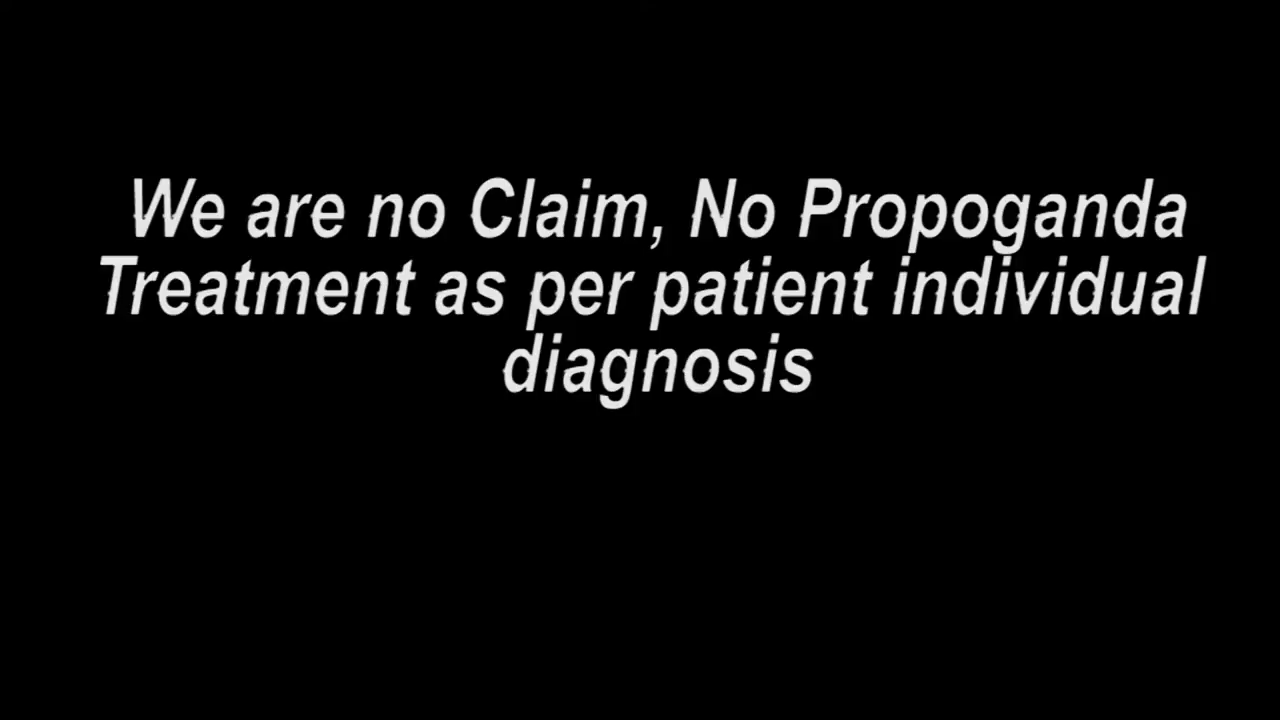 We are no Claim, No Propoganda
Treatment as per patient individual
diagnosis